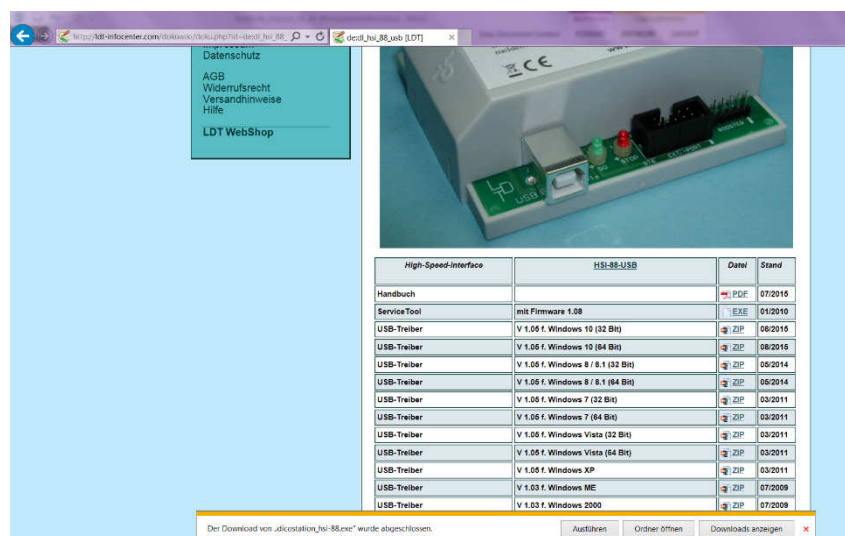 http://ldt-infocenter.com/dokuwiki/doku.php?id=de:dl_hsi_88_
de:dl_hsi_88_usb [LDT]
Datenschutz
AGB
Widerrufsrecht
Versandhinweise
Hilfe
LDT WebShop
CE
LDT
USB
BOOSTER
High-Speed-Interface HSI-88-USB Datei Stand
Handbuch PDF 07/2015
ServiceTool mit Firmware 1.08 EXE 01/2010
USB-Treiber V 1.05 f. Windows 10 (32 Bit) ZIP 08/2015
USB-Treiber V 1.05 f. Windows 10 (64 Bit) ZIP 08/2015
USB-Treiber V 1.05 f. Windows 8 / 8.1 (32 Bit) ZIP 05/2014
USB-Treiber V 1.05 f. Windows 8 / 8.1 (64 Bit) ZIP 05/2014
USB-Treiber V 1.05 f. Windows 7 (32 Bit) ZIP 03/2011
USB-Treiber V 1.05 f. Windows 7 (64 Bit) ZIP 03/2011
USB-Treiber V 1.05 f. Windows Vista (32 Bit) ZIP 03/2011
USB-Treiber V 1.05 f. Windows Vista (64 Bit) ZIP 03/2011
USB-Treiber V 1.05 f. Windows XP ZIP 03/2011
USB-Treiber V 1.03 f. Windows ME ZIP 07/2009
USB-Treiber V 1.03 f. Windows 2000 ZIP 07/2009
Der Download von „dicostation_hsi-88.exe" wurde abgeschlossen. Ausführen Ordner öffnen Downloads anzeigen